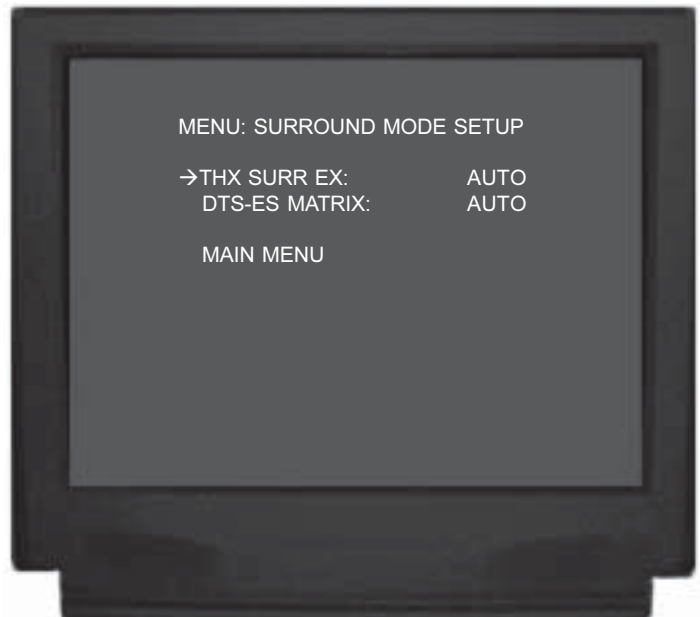 MENU: SURROUND MODE SETUP
→THX SURR EX: AUTO
DTS-ES MATRIX: AUTO
MAIN MENU